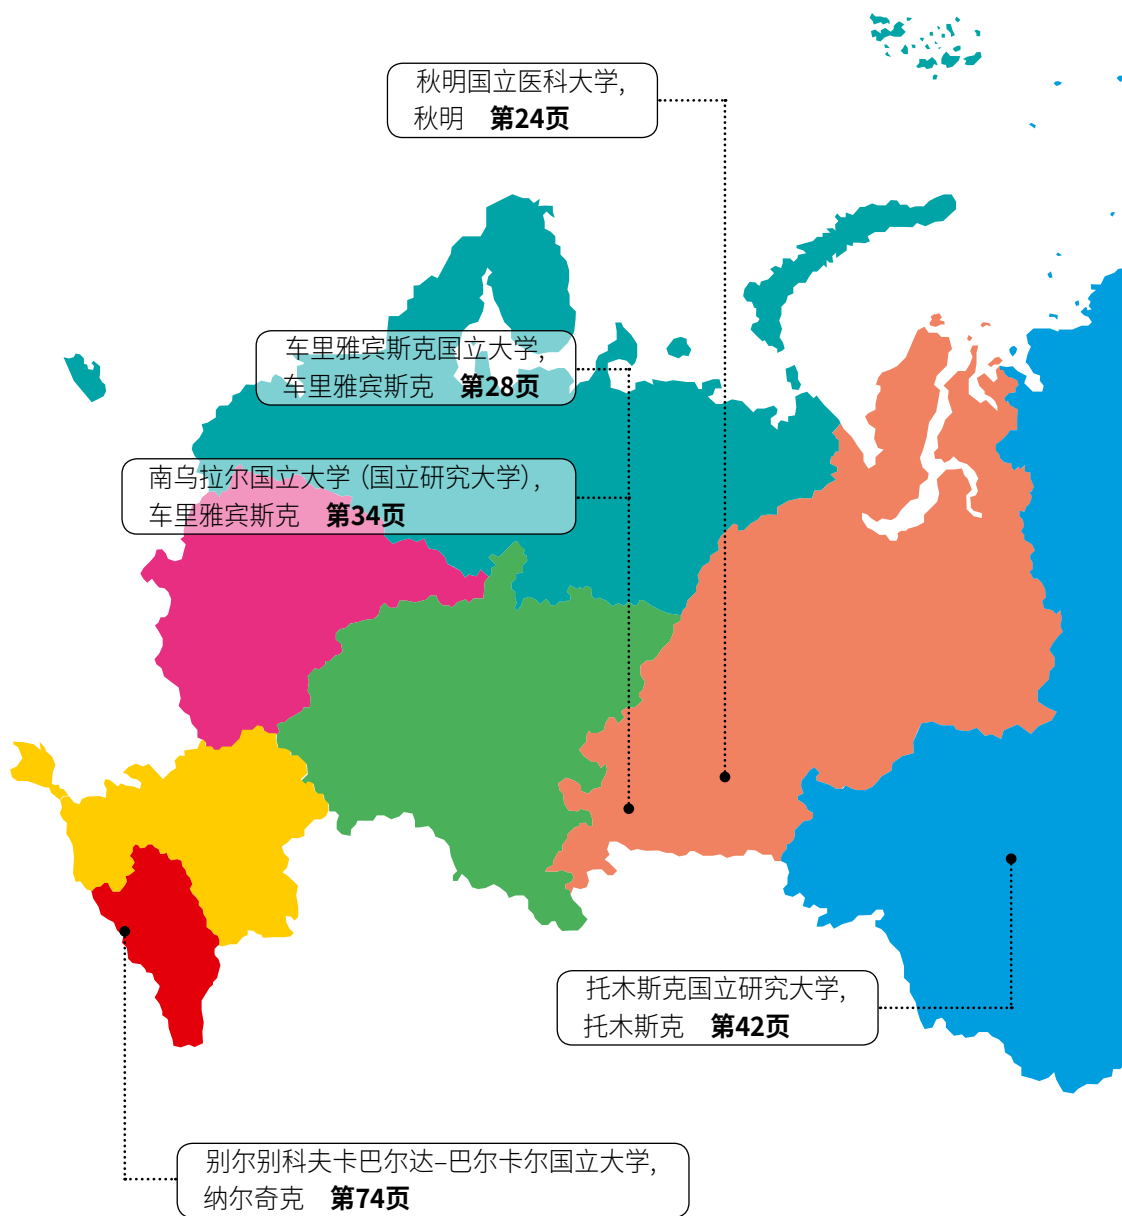 秋明国立医科大学,
秋明 第24页
车里雅宾斯克国立大学,
车里雅宾斯克 第28页
南乌拉尔国立大学（国立研究大学）,
车里雅宾斯克 第34页
托木斯克国立研究大学,
托木斯克 第42页
别尔别科夫卡巴尔达–巴尔卡尔国立大学,
纳尔奇克 第74页